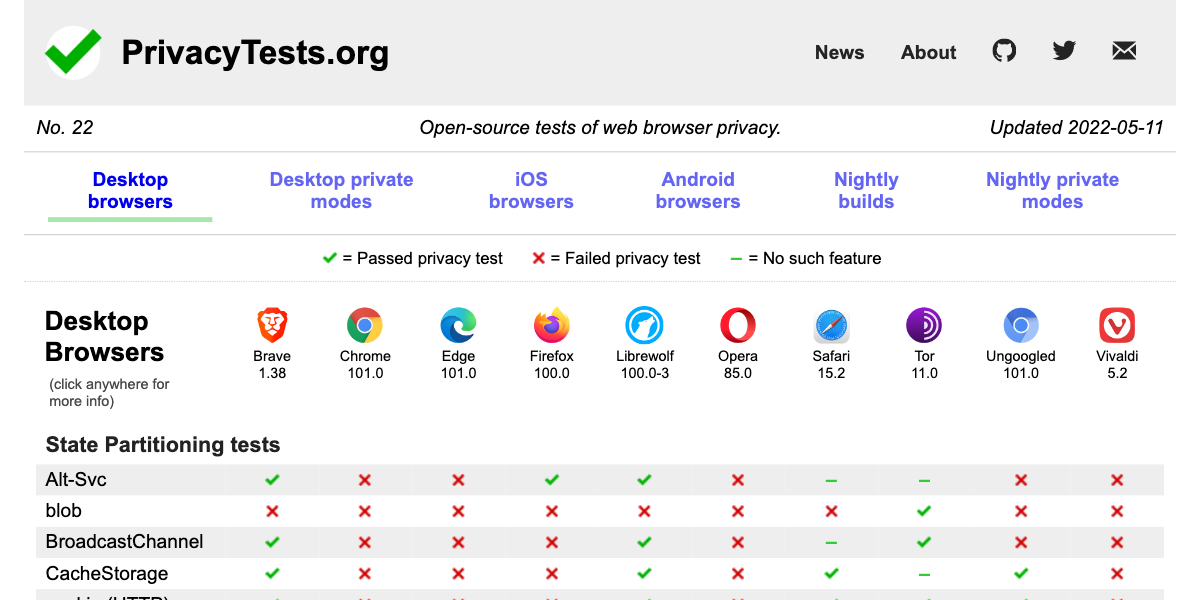 PrivacyTests.org
News About
No. 22 Open-source tests of web browser privacy. Updated 2022-05-11
Desktop browsers Desktop private modes iOS browsers Android browsers Nightly builds Nightly private modes
= Passed privacy test = Failed privacy test = No such feature
Desktop Browsers
(click anywhere for more info)
Brave Chrome Edge Firefox Librewolf Opera Safari Tor Ungoogled Vivaldi
1.38 101.0 101.0 100.0 100.0-3 85.0 15.2 11.0 101.0 5.2
State Partitioning tests
Alt-Svc
blob
BroadcastChannel
CacheStorage